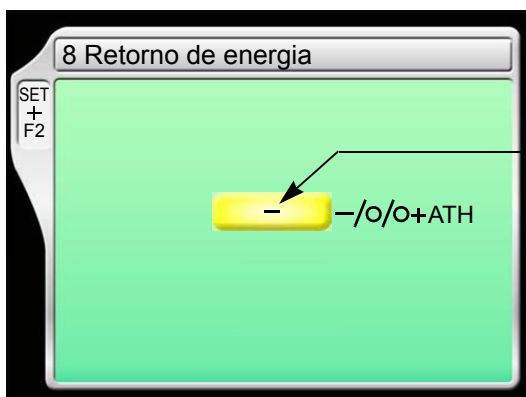 8 Retorno de energia
SET
+
F2
− −/o/o+ATH